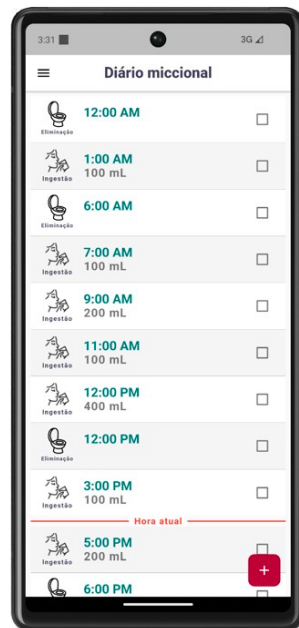 3:31 3G
Diário miccional
12:00 AM
Eliminação
1:00 AM
100 mL
Ingestão
6:00 AM
Eliminação
7:00 AM
100 mL
Ingestão
9:00 AM
200 mL
Ingestão
11:00 AM
100 mL
Ingestão
12:00 PM
400 mL
Ingestão
12:00 PM
Eliminação
3:00 PM
100 mL
Ingestão
Hora atual
5:00 PM
200 mL
Ingestão
+
6:00 PM